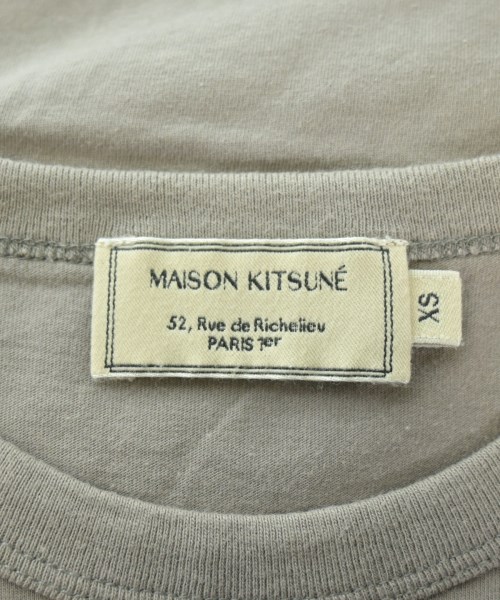 MAISON KITSUNÉ
52, Rue de Richelieu
PARIS 1er
XS